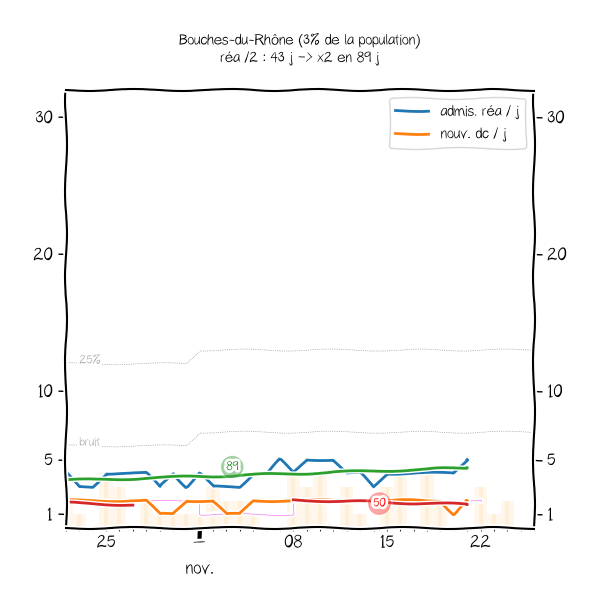 Bouches-du-Rhône (3% de la population)
réa /2 : 43 j -> x2 en 89 j
admis. réa / j
nouv. dc / j
30
30
20
20
25%
10
10
bruit
89
5
5
50
1
1
25
08
15
22
nov.